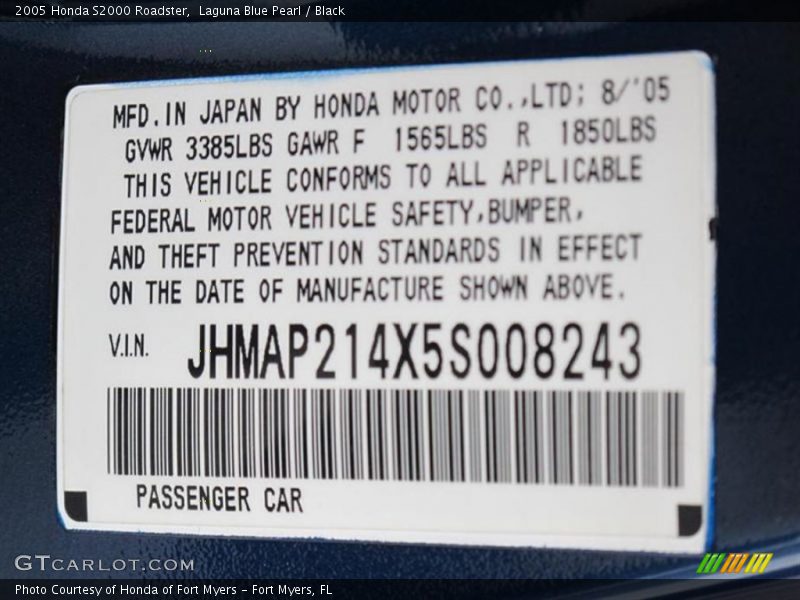 2005 Honda S2000 Roadster,  Laguna Blue Pearl / Black
MFD.IN JAPAN BY HONDA MOTOR CO.,LTD; 8/'05
GVWR 3385LBS GAWR F 1565LBS R 1850LBS
THIS VEHICLE CONFORMS TO ALL APPLICABLE
FEDERAL MOTOR VEHICLE SAFETY,BUMPER,
AND THEFT PREVENTION STANDARDS IN EFFECT
ON THE DATE OF MANUFACTURE SHOWN ABOVE.
V.I.N. JHMAP214X5S008243
PASSENGER CAR
GTCARLOT.COM
Photo Courtesy of Honda of Fort Myers - Fort Myers, FL